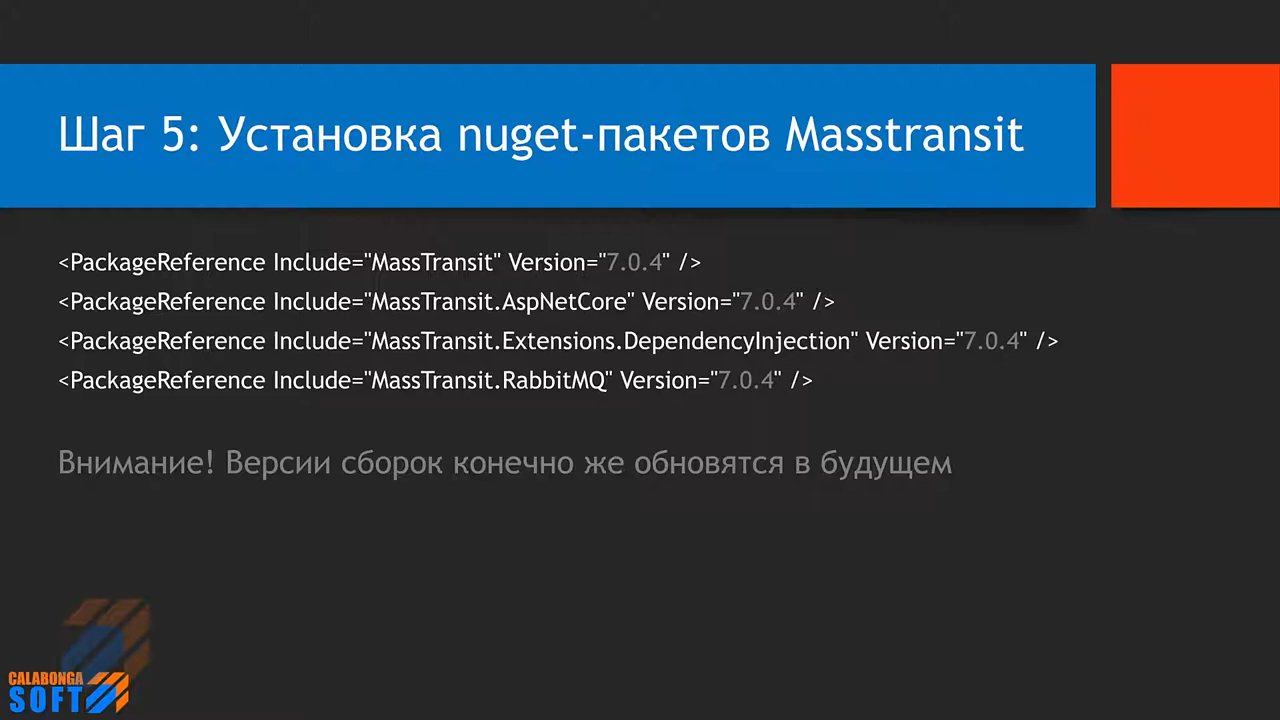 Шаг 5: Установка nuget-пакетов Masstransit
<PackageReference Include="MassTransit" Version="7.0.4" />
<PackageReference Include="MassTransit.AspNetCore" Version="7.0.4" />
<PackageReference Include="MassTransit.Extensions.DependencyInjection" Version="7.0.4" />
<PackageReference Include="MassTransit.RabbitMQ" Version="7.0.4" />
Внимание! Версии сборок конечно же обновятся в будущем
CALABONGA
SOFT